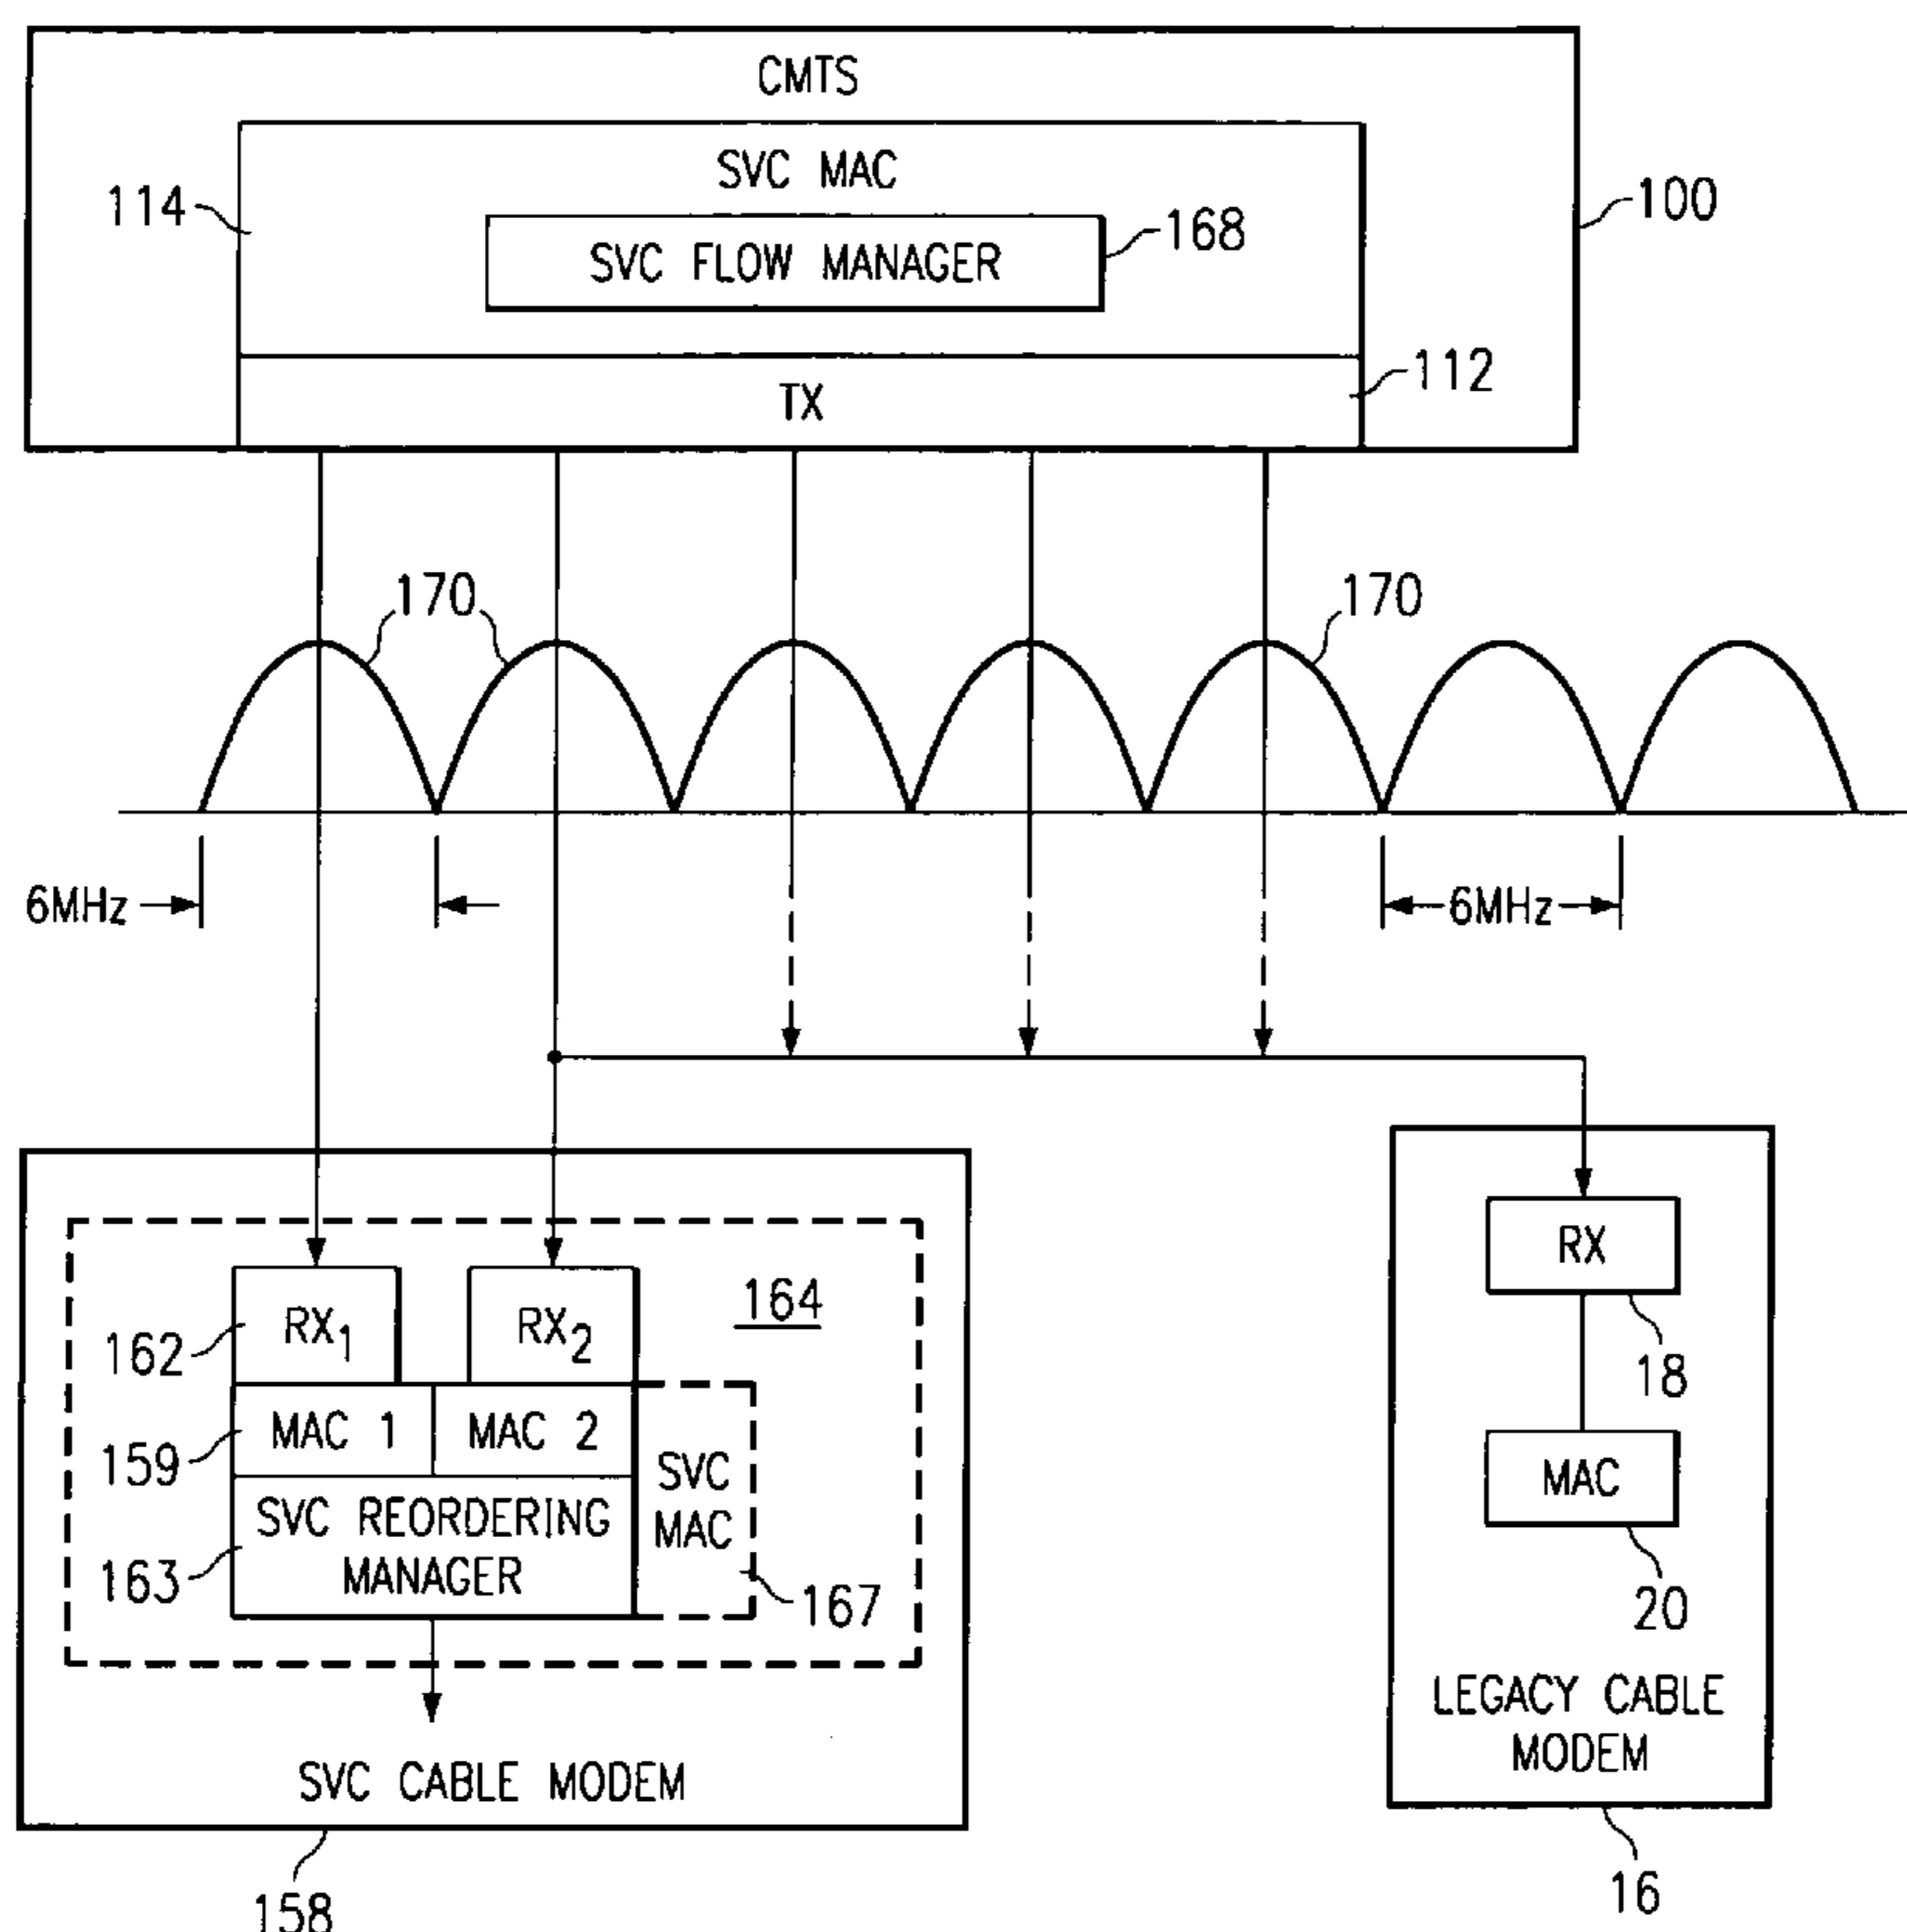 CMTS
SVC MAC
114
100
168
SVC FLOW MANAGER
112
TX
170
170
6MHz
6MHz
164
RX
RX1
RX2
162
18
MAC 1
MAC 2
159
SVC
MAC
MAC
SVC REORDERING
MANAGER
163
167
20
LEGACY CABLE
MODEM
SVC CABLE MODEM
158
16